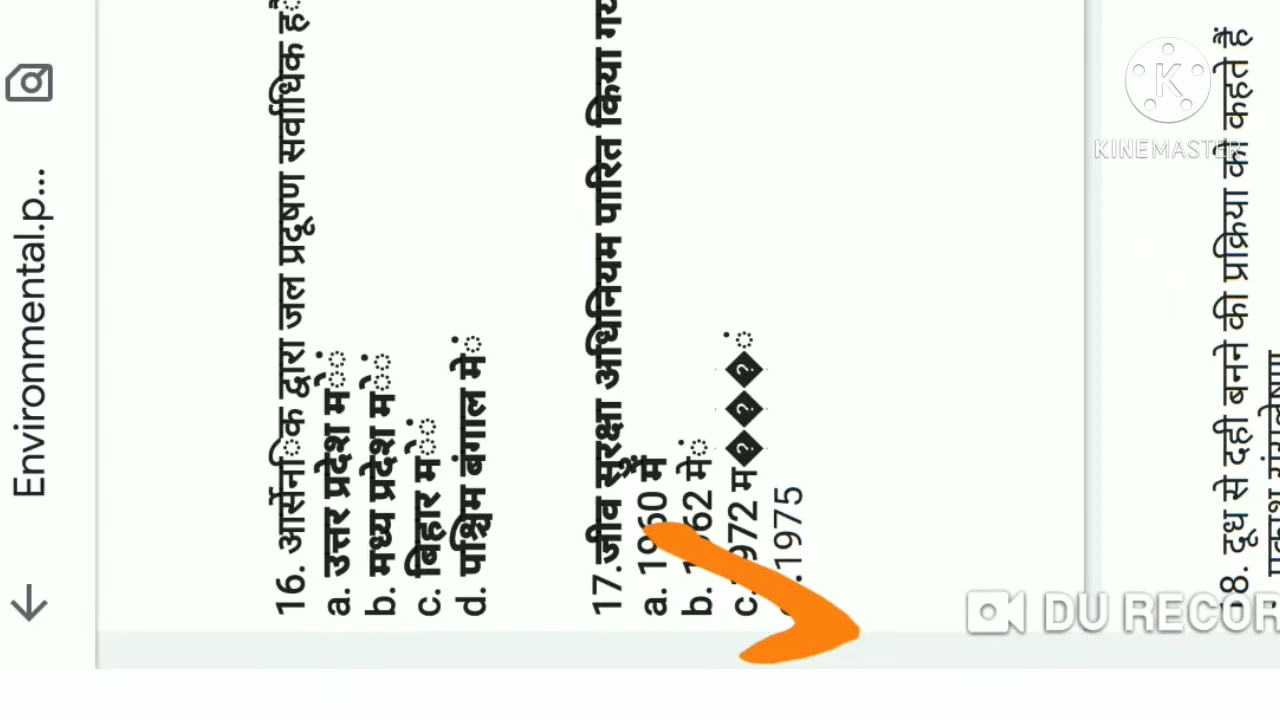 Environmental.p...
16. आर्सेनिक द्वारा जल प्रदूषण सर्वाधिक है
a. उत्तर प्रदेश में
b. मध्य प्रदेश में
c. बिहार में
d. पश्चिम बंगाल में
17.जीव सुरक्षा अधिनियम पारित किया
a. 1960 में
b. 1962 में
c. 1972 म���ं
.1975
18. दूध से दही बनने की प्रक्रिया को कहते हैं
KINEMASTER
DU RECOR